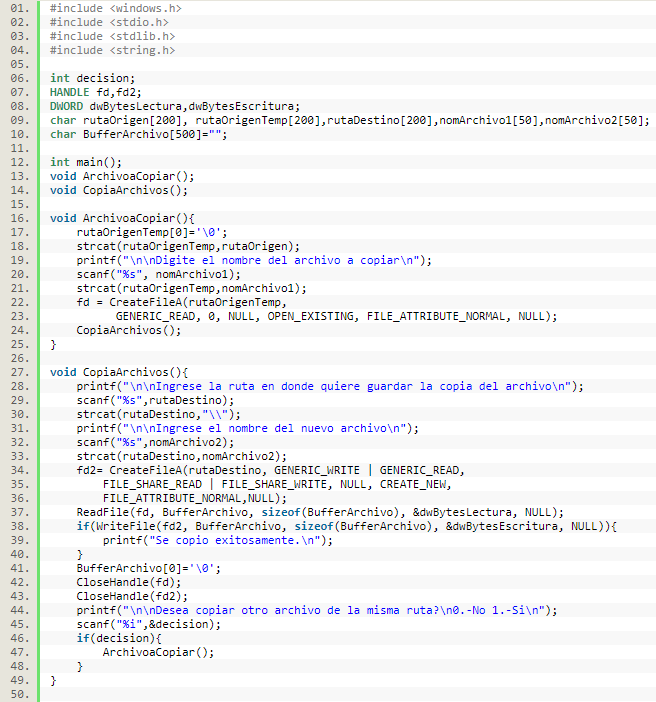 01. #include <windows.h>
02. #include <stdio.h>
03. #include <stdlib.h>
04. #include <string.h>
05.
06. int decision;
07. HANDLE fd,fd2;
08. DWORD dwBytesLectura,dwBytesEscritura;
09. char rutaOrigen[200], rutaOrigenTemp[200],rutaDestino[200],nomArchivo1[50],nomArchivo2[50];
10. char BufferArchivo[500]="";
11.
12. int main();
13. void ArchivoaCopiar();
14. void CopiaArchivos();
15.
16. void ArchivoaCopiar(){
17.     rutaOrigenTemp[0]='\0';
18.     strcat(rutaOrigenTemp,rutaOrigen);
19.     printf("\n\nDigite el nombre del archivo a copiar\n");
20.     scanf("%s", nomArchivo1);
21.     strcat(rutaOrigenTemp,nomArchivo1);
22.     fd = CreateFileA(rutaOrigenTemp,
23.           GENERIC_READ, 0, NULL, OPEN_EXISTING, FILE_ATTRIBUTE_NORMAL, NULL);
24.     CopiaArchivos();
25. }
26.
27. void CopiaArchivos(){
28.     printf("\n\nIngrese la ruta en donde quiere guardar la copia del archivo\n");
29.     scanf("%s",rutaDestino);
30.     strcat(rutaDestino,"\\");
31.     printf("\n\nIngrese el nombre del nuevo archivo\n");
32.     scanf("%s",nomArchivo2);
33.     strcat(rutaDestino,nomArchivo2);
34.     fd2= CreateFileA(rutaDestino, GENERIC_WRITE | GENERIC_READ,
35.         FILE_SHARE_READ | FILE_SHARE_WRITE, NULL, CREATE_NEW,
36.         FILE_ATTRIBUTE_NORMAL,NULL);
37.     ReadFile(fd, BufferArchivo, sizeof(BufferArchivo), &dwBytesLectura, NULL);
38.     if(WriteFile(fd2, BufferArchivo, sizeof(BufferArchivo), &dwBytesEscritura, NULL)){
39.         printf("Se copio exitosamente.\n");
40.     }
41.     BufferArchivo[0]='\0';
42.     CloseHandle(fd);
43.     CloseHandle(fd2);
44.     printf("\n\nDesea copiar otro archivo de la misma ruta?\n0.-No 1.-Si\n");
45.     scanf("%i",&decision);
46.     if(decision){
47.         ArchivoaCopiar();
48.     }
49. }
50.